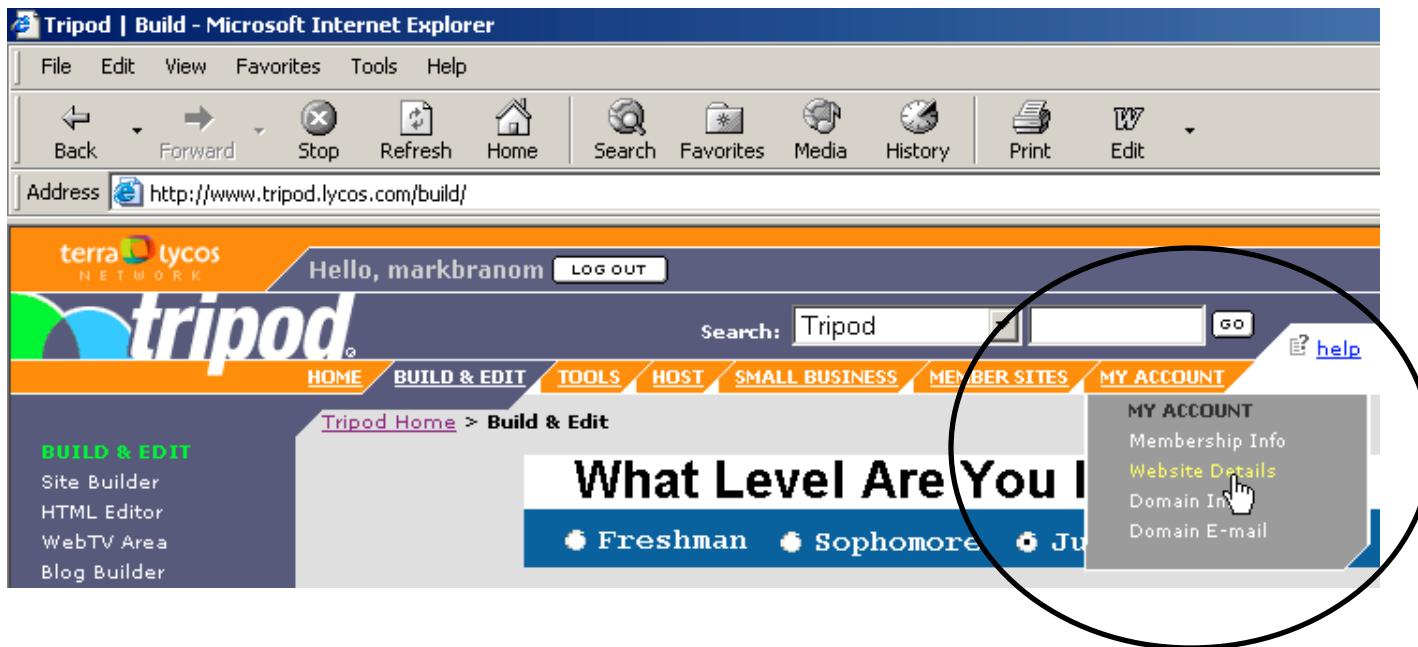 Tripod | Build - Microsoft Internet Explorer
File Edit View Favorites Tools Help
Back Forward Stop Refresh Home Search Favorites Media History Print Edit
Address http://www.tripod.lycos.com/build/
terra lycos
NETWORK
Hello, markbranom LOG OUT
tripod
Search: Tripod GO
help
HOME BUILD & EDIT TOOLS HOST SMALL BUSINESS MEMBER SITES MY ACCOUNT
Tripod Home > Build & Edit
MY ACCOUNT
Membership Info
Website Details
Domain
Domain E-mail
BUILD & EDIT
Site Builder
HTML Editor
WebTV Area
Blog Builder
What Level Are You
Freshman Sophomore